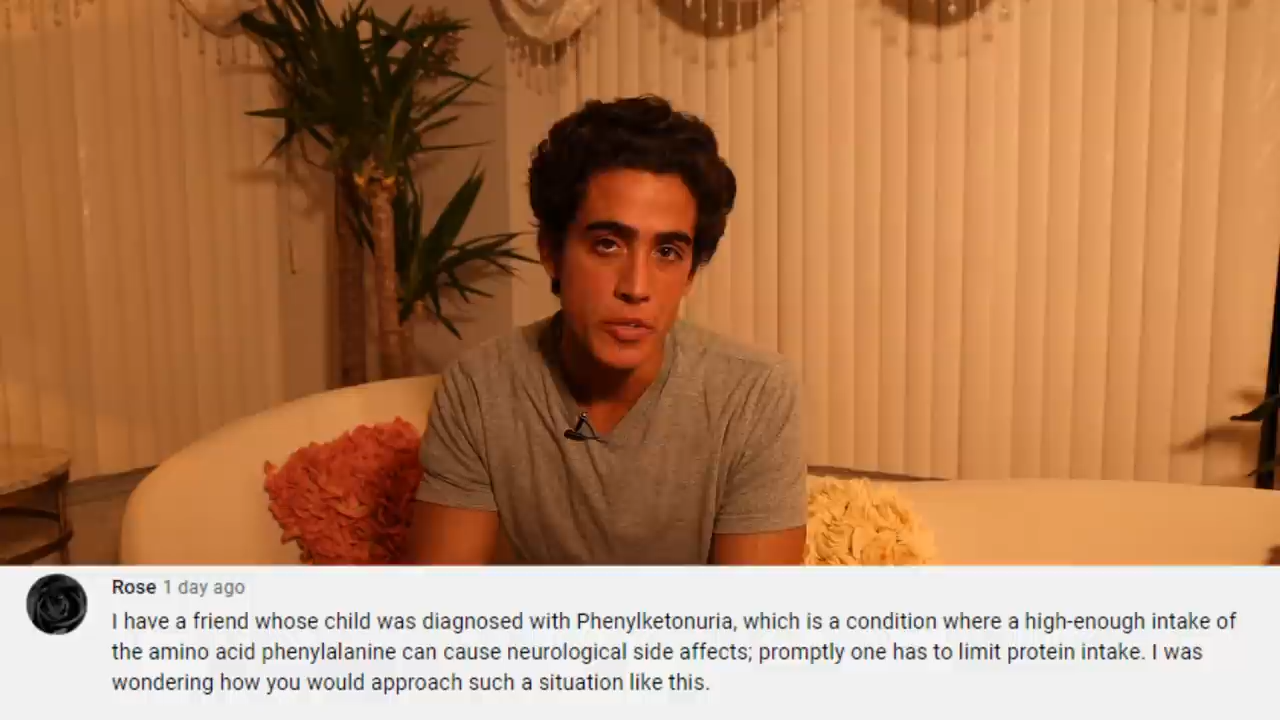 Rose 1 day ago
I have a friend whose child was diagnosed with Phenylketonuria, which is a condition where a high-enough intake of
the amino acid phenylalanine can cause neurological side affects; promptly one has to limit protein intake. I was
wondering how you would approach such a situation like this.